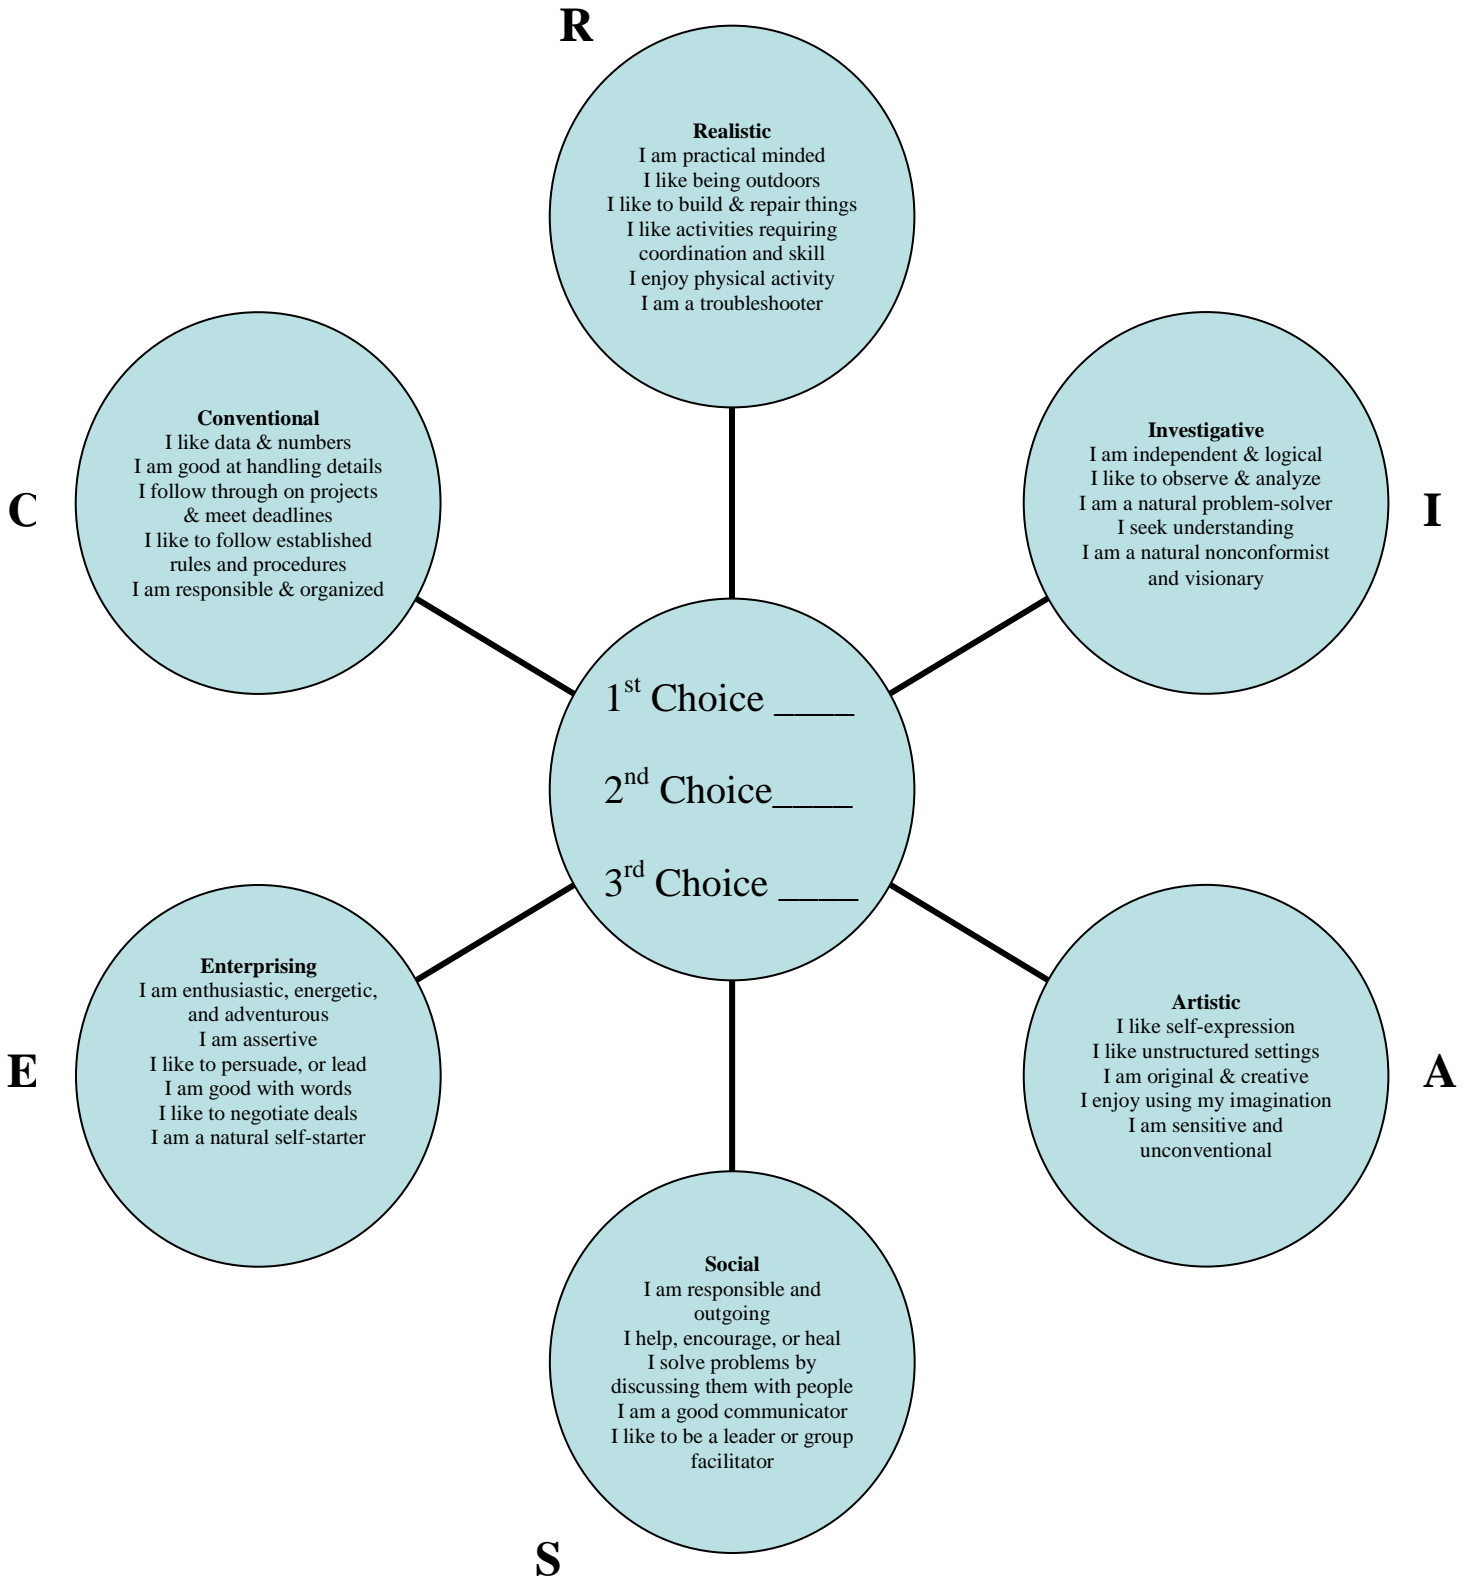 R
Realistic
I am practical minded
I like being outdoors
I like to build & repair things
I like activities requiring
coordination and skill
I enjoy physical activity
I am a troubleshooter
C
Conventional
I like data & numbers
I am good at handling details
I follow through on projects
& meet deadlines
I like to follow established
rules and procedures
I am responsible & organized
Investigative
I am independent & logical
I like to observe & analyze
I am a natural problem-solver
I seek understanding
I am a natural nonconformist
and visionary
I
1st Choice ____
2nd Choice____
3rd Choice ____
E
Enterprising
I am enthusiastic, energetic,
and adventurous
I am assertive
I like to persuade, or lead
I am good with words
I like to negotiate deals
I am a natural self-starter
Artistic
I like self-expression
I like unstructured settings
I am original & creative
I enjoy using my imagination
I am sensitive and
unconventional
A
Social
I am responsible and
outgoing
I help, encourage, or heal
I solve problems by
discussing them with people
I am a good communicator
I like to be a leader or group
facilitator
S